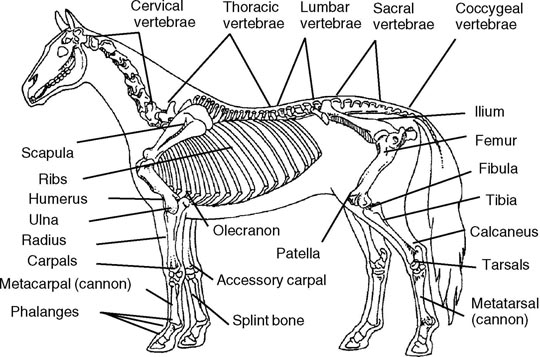 Cervical
vertebrae
Thoracic
vertebrae
Lumbar
vertebrae
Sacral
vertebrae
Coccygeal
vertebrae
Ilium
Femur
Fibula
Tibia
Calcaneus
Tarsals
Metatarsal
(cannon)
Scapula
Ribs
Humerus
Ulna
Radius
Carpals
Metacarpal (cannon)
Phalanges
Olecranon
Patella
Accessory carpal
Splint bone